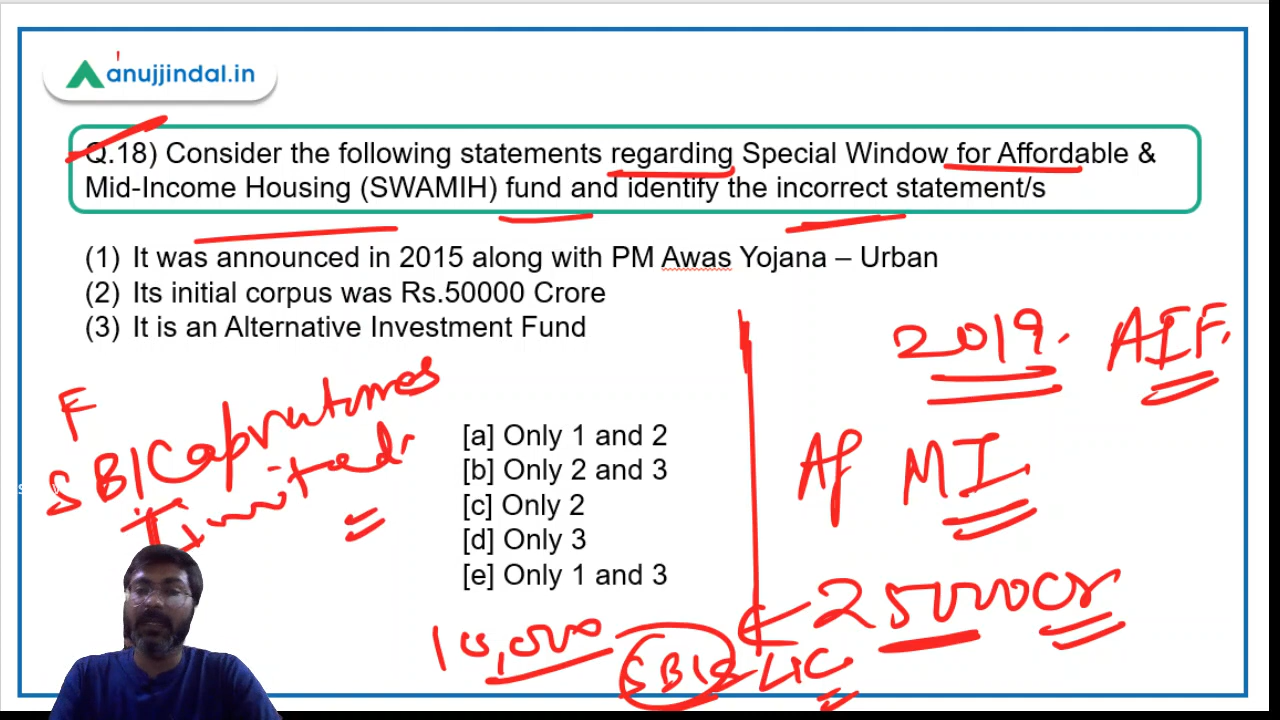 anujjindal.in
Q.18) Consider the following statements regarding Special Window for Affordable &
Mid-Income Housing (SWAMIH) fund and identify the incorrect statement/s
(1) It was announced in 2015 along with PM Awas Yojana – Urban
(2) Its initial corpus was Rs.50000 Crore
(3) It is an Alternative Investment Fund
2019. AIF.
F
[a] Only 1 and 2
[b] Only 2 and 3
[c] Only 2
[d] Only 3
[e] Only 1 and 3
Af MI
25000cr
10,000
LIC